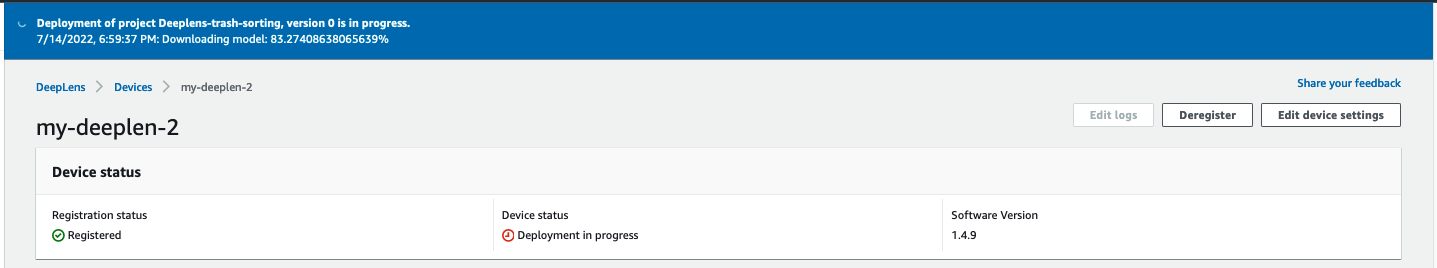 Deployment of project Deeplens-trash-sorting, version 0 is in progress.
7/14/2022, 6:59:37 PM: Downloading model: 83.27408638065639%
DeepLens > Devices > my-deeplen-2
Share your feedback
my-deeplen-2
Edit logs Deregister Edit device settings
Device status
Registration status Device status Software Version
Registered Deployment in progress 1.4.9